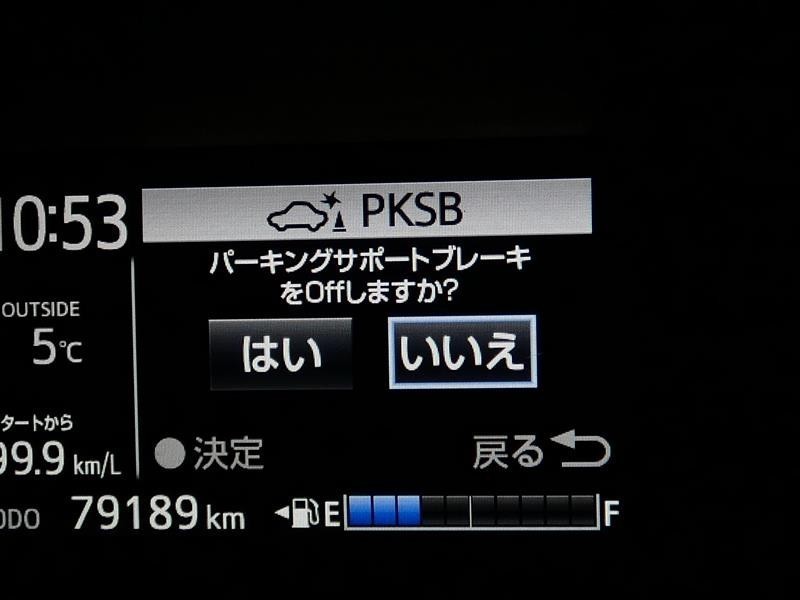 10:53
PKSB
パーキングサポートブレーキ
をOffしますか?
はい いいえ
OUTSIDE
5℃
タートから
99.9 km/L
決定
戻る
ODO 79189 km
E F